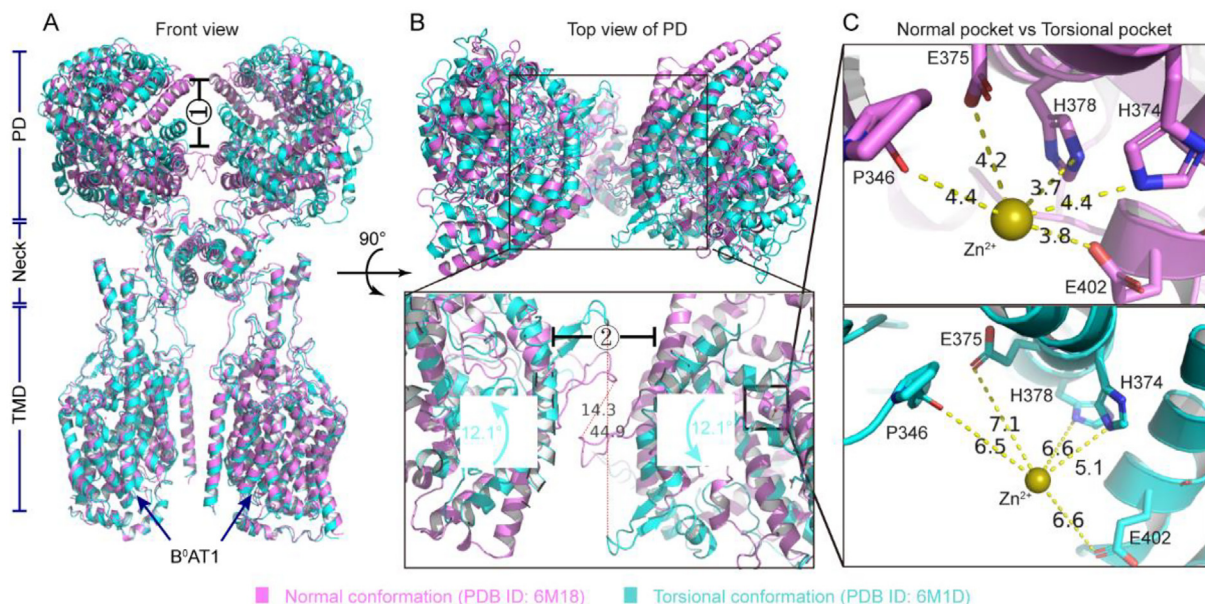 A
Front view
PD
Neck
TMD
①
B⁰AT1
90°
B
Top view of PD
②
14.3
44.9
12.1°
12.1°
C
Normal pocket vs Torsional pocket
E375
H378
H374
P346
4.2
3.7
4.4
4.4
3.8
Zn²⁺
E402
E375
H378
H374
P346
7.1
6.5
6.6
5.1
Zn²⁺
6.6
E402
Normal conformation (PDB ID: 6M18)
Torsional conformation (PDB ID: 6M1D)